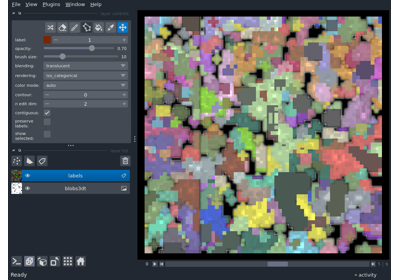 File View Plugins Window Help
label: 1
opacity: 0.70
brush size: 10
blending: translucent
rendering: iso_categorical
color mode: auto
contour: 0
n edit dim: 2
contiguous:
preserve labels:
show selected:
labels
blobs3d
Ready
activity